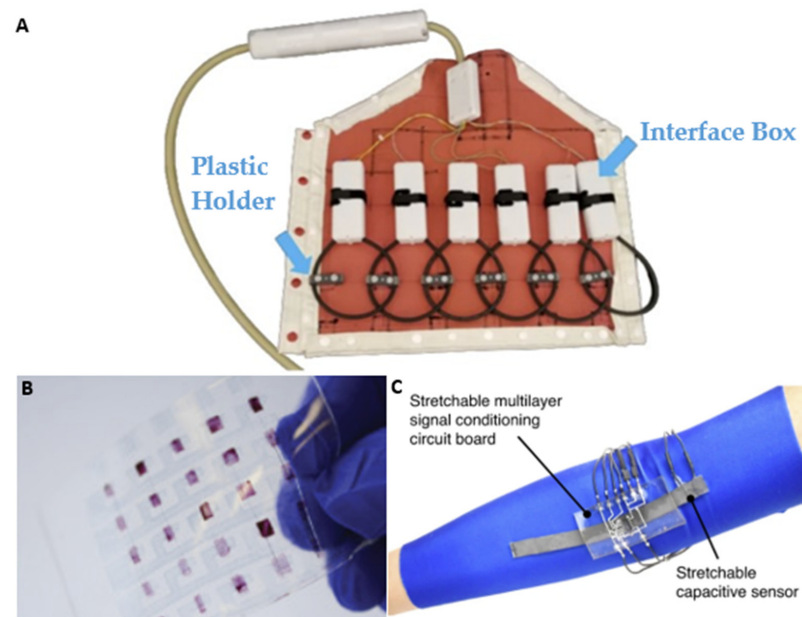 A
Interface Box
Plastic
Holder
B
C
Stretchable multilayer
signal conditioning
circuit board
Stretchable
capacitive sensor